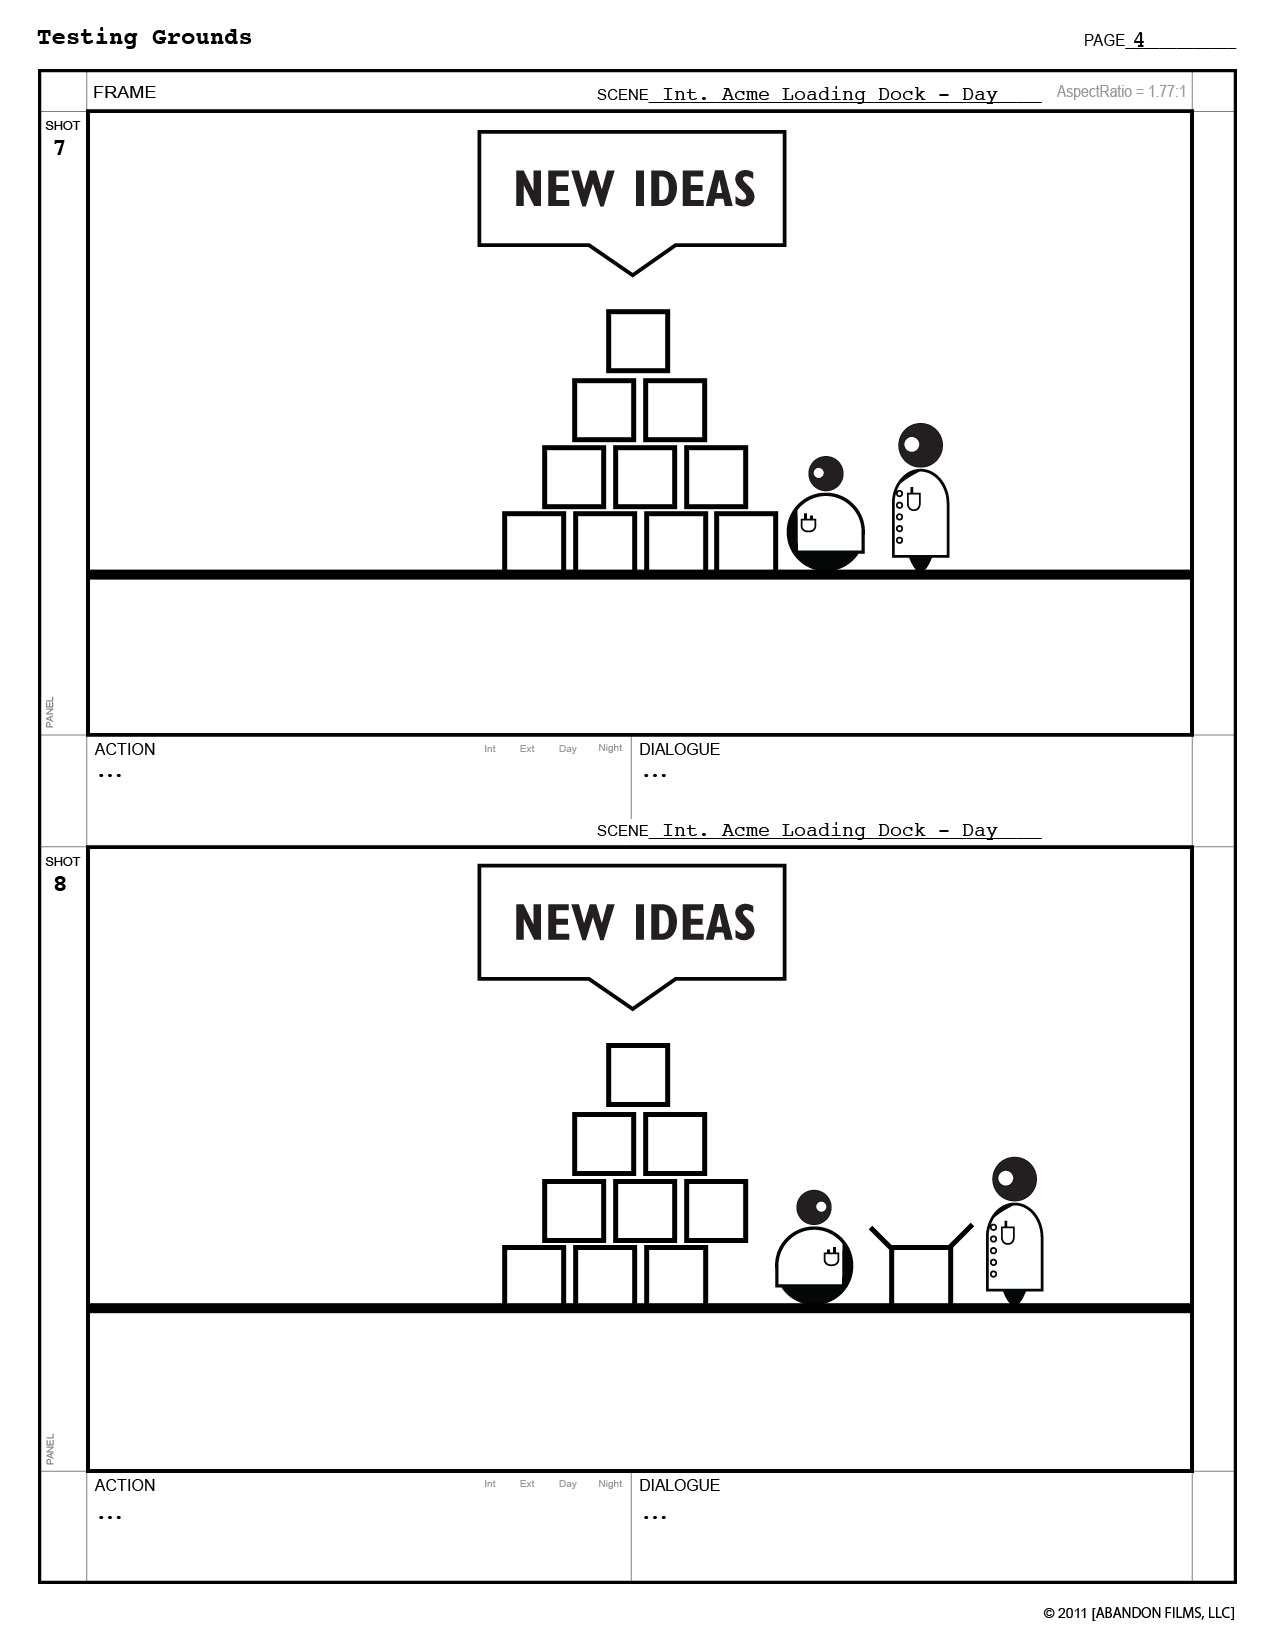 Testing Grounds
PAGE 4
FRAME
SCENE Int. Acme Loading Dock - Day
AspectRatio = 1.77:1
SHOT
7
NEW IDEAS
PANEL
ACTION
Int Ext Day Night
DIALOGUE
...
...
SCENE Int. Acme Loading Dock - Day
SHOT
8
NEW IDEAS
PANEL
ACTION
Int Ext Day Night
DIALOGUE
...
...
© 2011 [ABANDON FILMS, LLC]